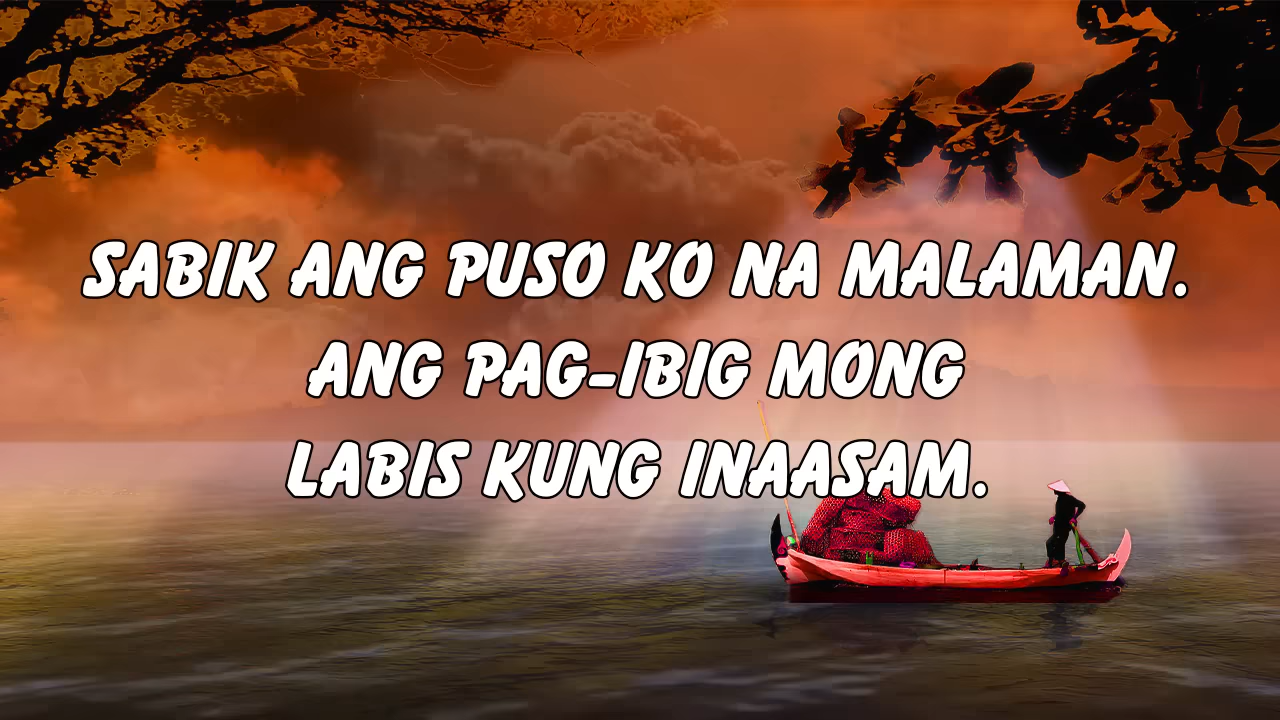 SABIK ANG PUSO KO NA MALAMAN.
ANG PAG-IBIG MONG
LABIS KUNG INAASAM.